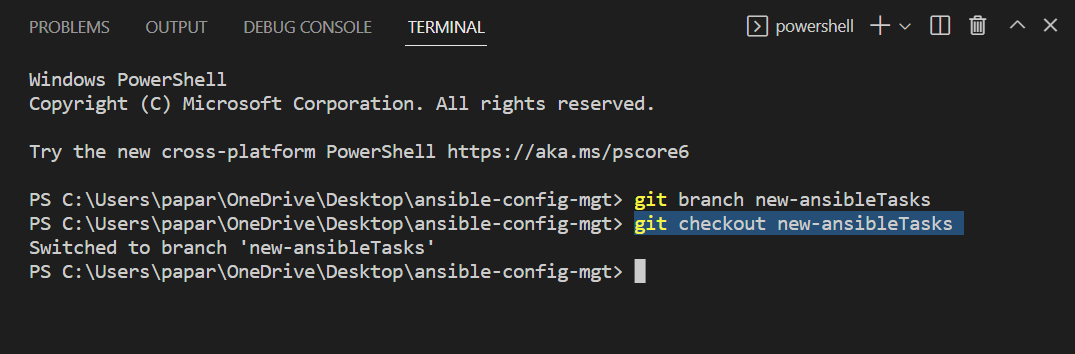 PROBLEMS OUTPUT DEBUG CONSOLE TERMINAL powershell
Windows PowerShell
Copyright (C) Microsoft Corporation. All rights reserved.
Try the new cross-platform PowerShell https://aka.ms/pscore6
PS C:\Users\papar\OneDrive\Desktop\ansible-config-mgt> git branch new-ansibleTasks
PS C:\Users\papar\OneDrive\Desktop\ansible-config-mgt> git checkout new-ansibleTasks
Switched to branch 'new-ansibleTasks'
PS C:\Users\papar\OneDrive\Desktop\ansible-config-mgt>